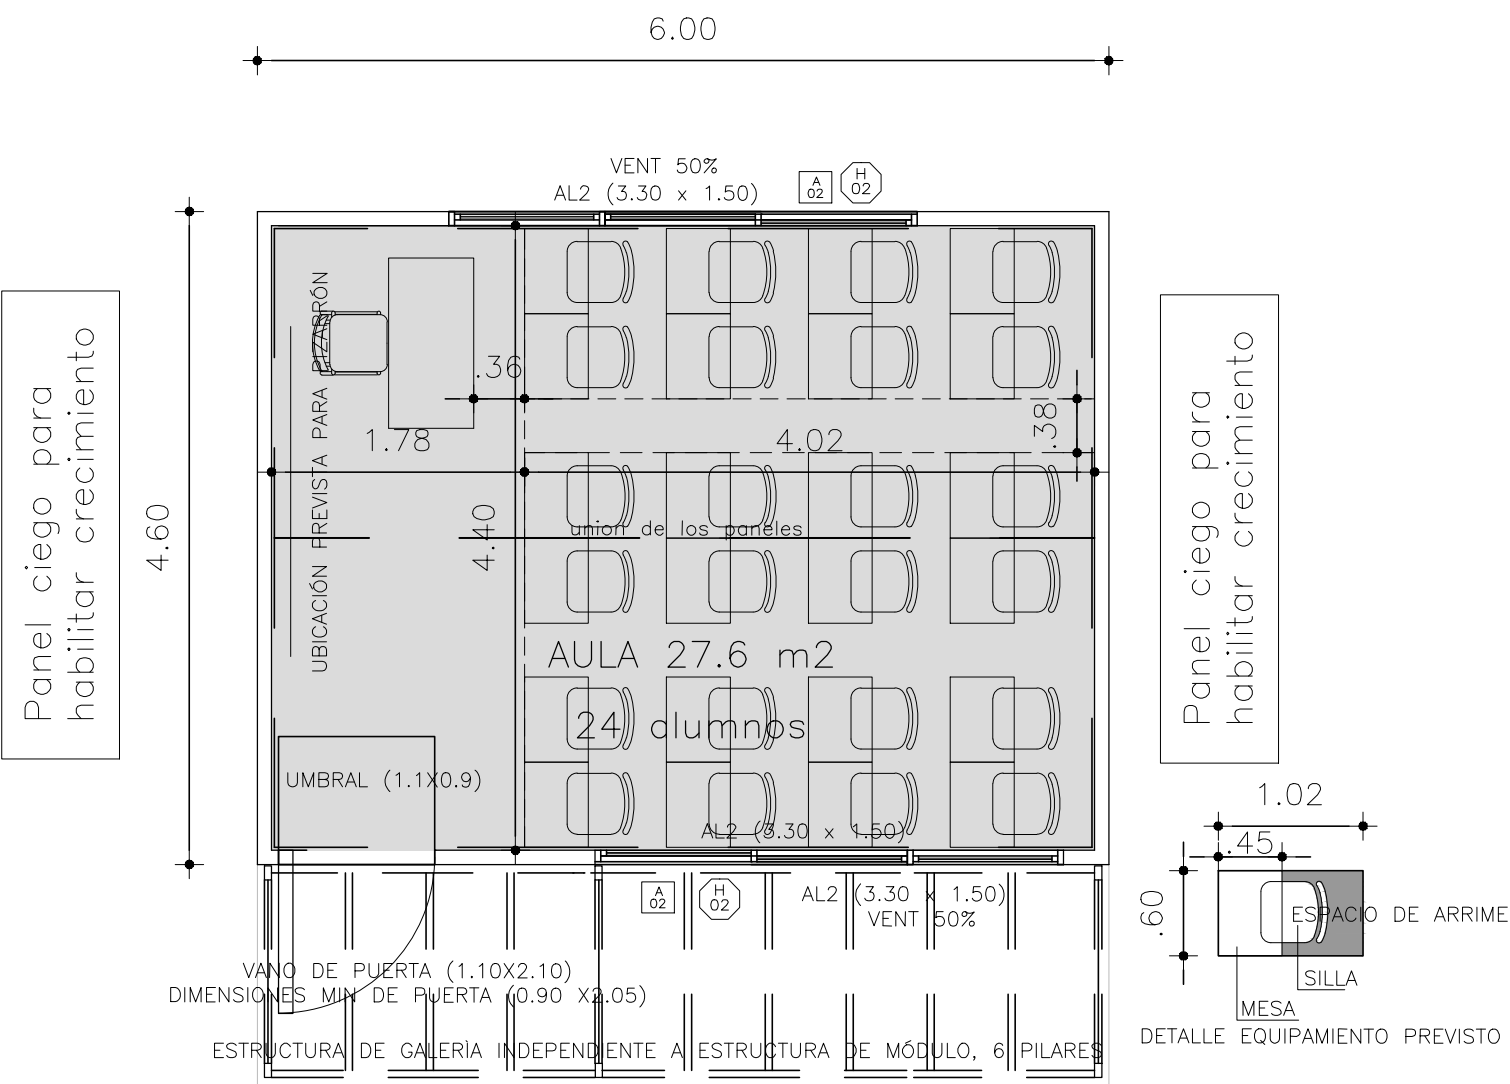 6.00
VENT 50%
AL2 (3.30 x 1.50)
A
02
H
02
Panel ciego para
habilitar crecimiento
4.60
UBICACIÓN PREVISTA PARA PIZARRÓN
.36
1.78
4.02
.38
4.40
union de los paneles
AULA 27.6 m2
24 alumnos
UMBRAL (1.1X0.9)
AL2 (3.30 x 1.50)
Panel ciego para
habilitar crecimiento
A
02
H
02
AL2 (3.30 x 1.50)
VENT 50%
VANO DE PUERTA (1.10X2.10)
DIMENSIONES MIN DE PUERTA (0.90 X2.05)
ESTRUCTURA DE GALERÌA INDEPENDIENTE A ESTRUCTURA DE MÓDULO, 6 PILARES
1.02
.45
.60
ESPACIO DE ARRIME
SILLA
MESA
DETALLE EQUIPAMIENTO PREVISTO